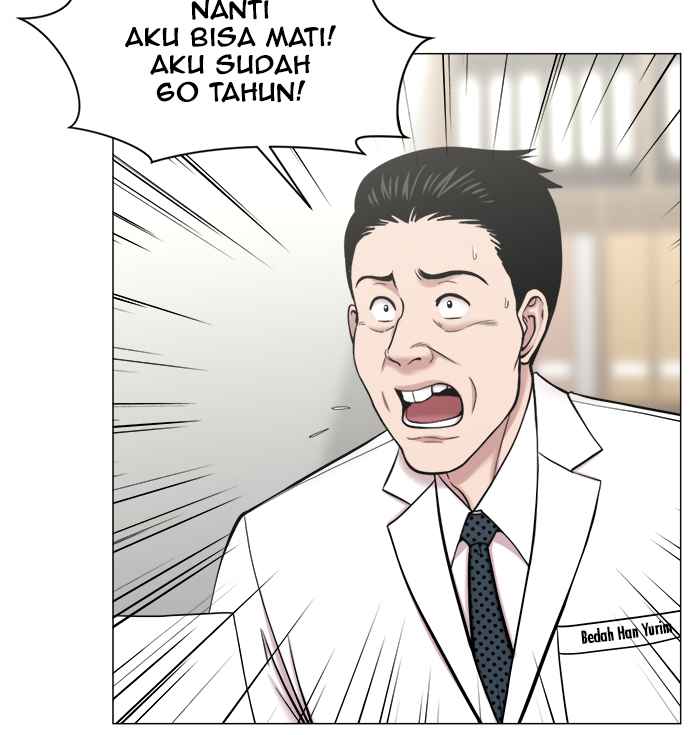 NANTI
AKU BISA MATI!
AKU SUDAH
60 TAHUN!
Bedah Han Yurim